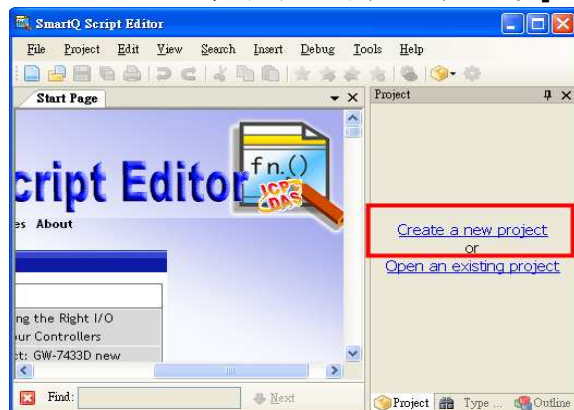 SmartQ Script Editor
File Project Edit View Search Insert Debug Tools Help
Start Page
Project
cript Editor
fn.()
ICP DAS
es About
Create a new project
or
Open an existing project
ng the Right I/O
ur Controllers
ct: GW-7433D new
Find: Next
Project Type ... Outline